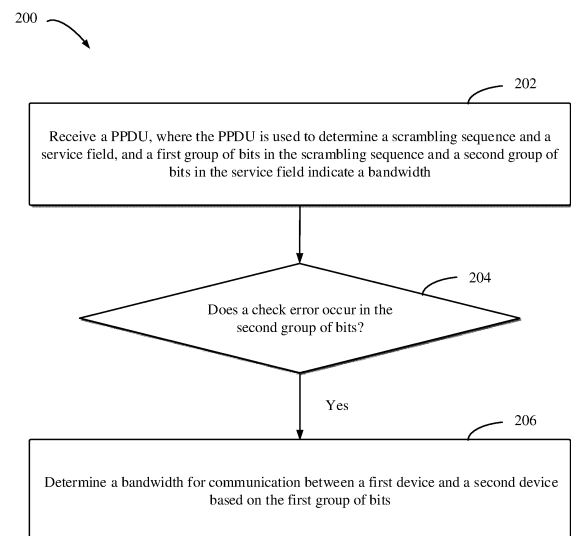 200
202
Receive a PPDU, where the PPDU is used to determine a scrambling sequence and a
service field, and a first group of bits in the scrambling sequence and a second group of
bits in the service field indicate a bandwidth
204
Does a check error occur in the
second group of bits?
Yes
206
Determine a bandwidth for communication between a first device and a second device
based on the first group of bits